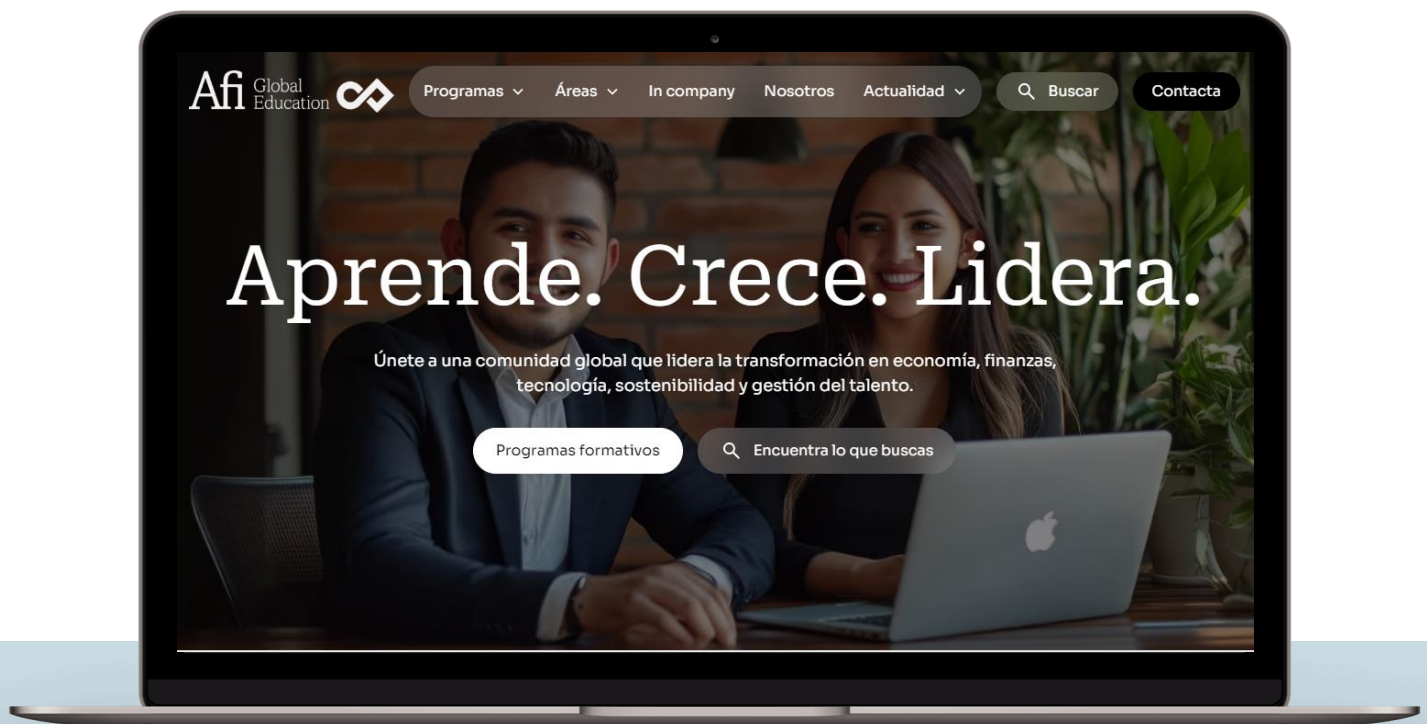 Afi Global Education
Programas
Áreas
In company
Nosotros
Actualidad
Buscar
Contacta
Aprende. Crece. Lidera.
Únete a una comunidad global que lidera la transformación en economía, finanzas,
tecnología, sostenibilidad y gestión del talento.
Programas formativos
Encuentra lo que buscas